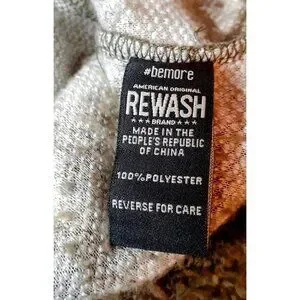 #bemore
AMERICAN ORIGINAL
REWASH
BRAND
MADE IN THE
PEOPLE'S REPUBLIC
OF CHINA
100% POLYESTER
REVERSE FOR CARE